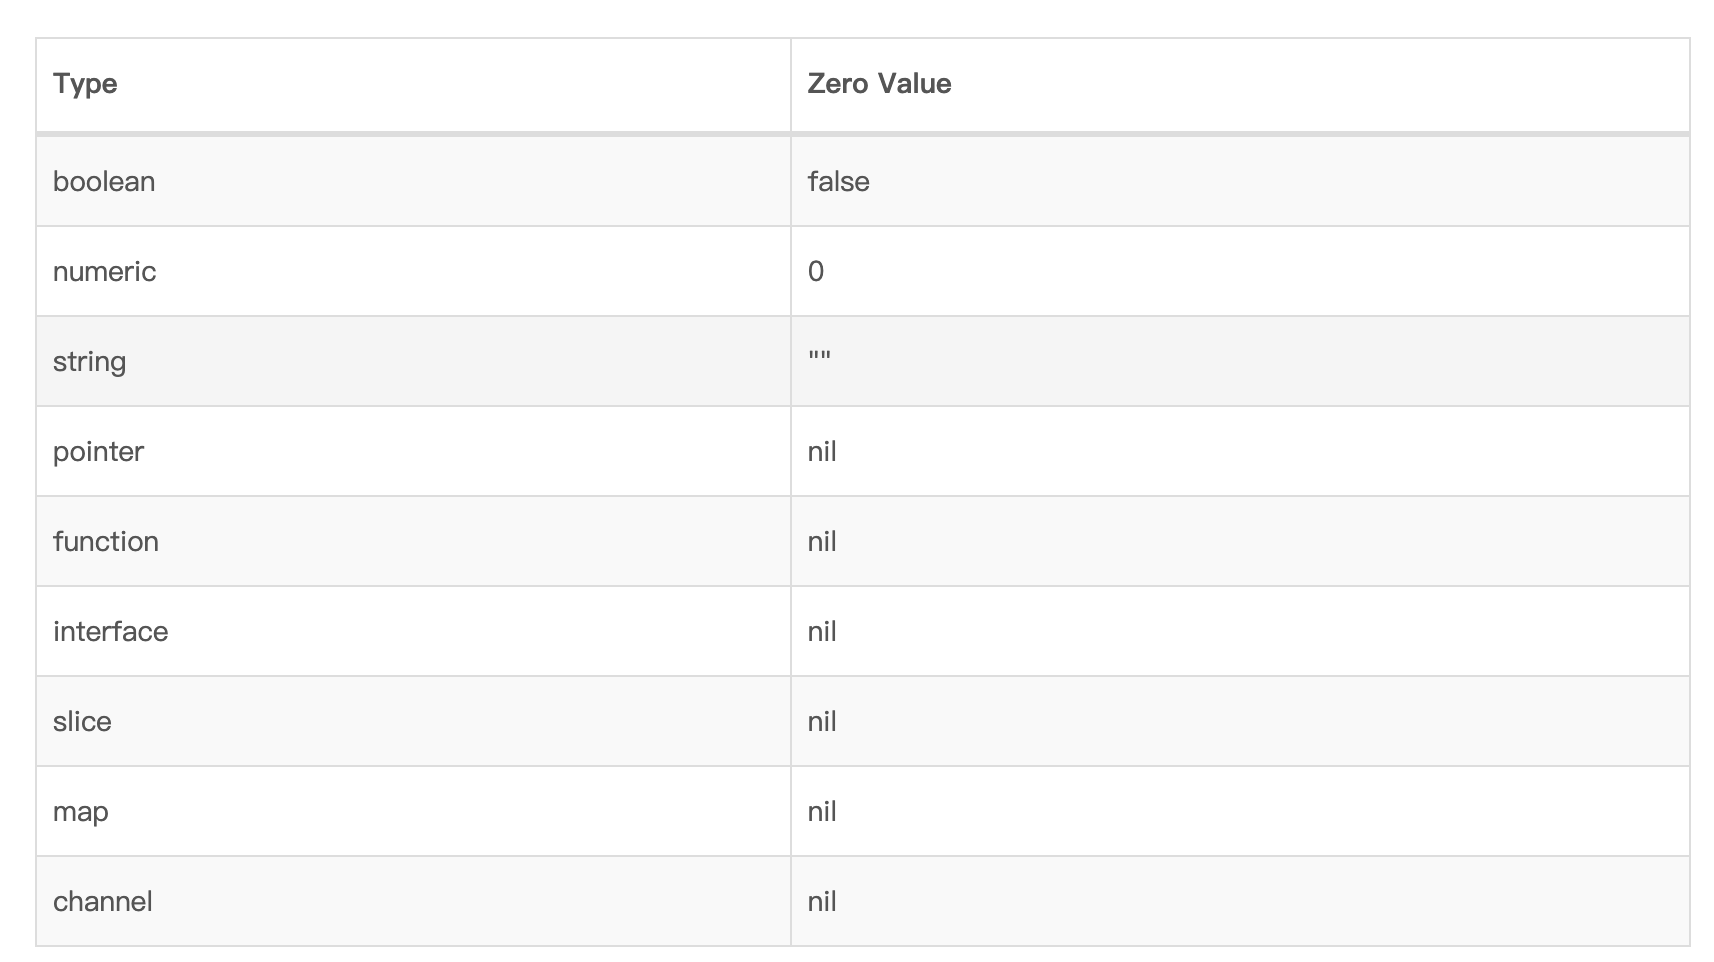 Type Zero Value
boolean false
numeric 0
string ""
pointer nil
function nil
interface nil
slice nil
map nil
channel nil